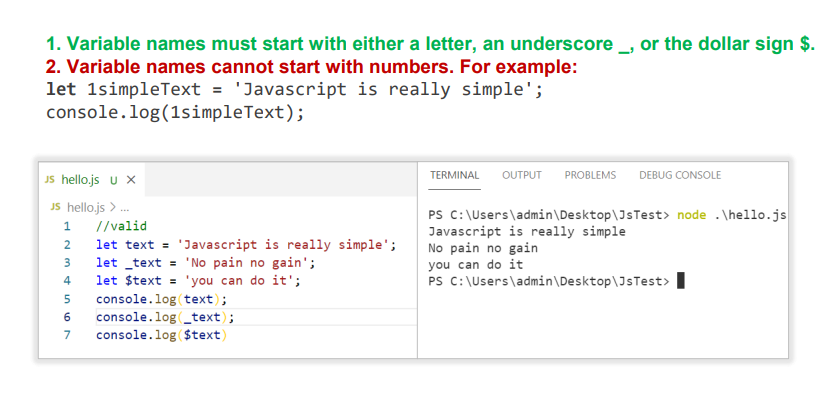 1. Variable names must start with either a letter, an underscore _, or the dollar sign $.
2. Variable names cannot start with numbers. For example:
let 1simpleText = 'Javascript is really simple';
console.log(1simpleText);
JS hello.js U X
JS hello.js > ...
1 //valid
2 let text = 'Javascript is really simple';
3 let _text = 'No pain no gain';
4 let $text = 'you can do it';
5 console.log(text);
6 console.log(_text);
7 console.log($text)
TERMINAL OUTPUT PROBLEMS DEBUG CONSOLE
PS C:\Users\admin\Desktop\JsTest> node .\hello.js
Javascript is really simple
No pain no gain
you can do it
PS C:\Users\admin\Desktop\JsTest>